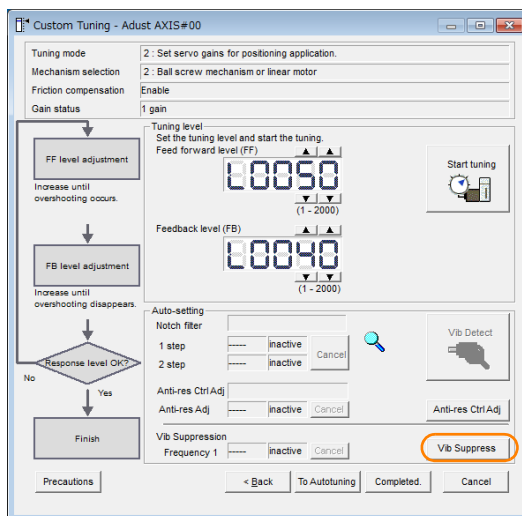 Custom Tuning - Adust AXIS#00
Tuning mode 2 : Set servo gains for positioning application.
Mechanism selection 2 : Ball screw mechanism or linear motor
Friction compensation Enable
Gain status 1 gain
FF level adjustment
Increase until
overshooting occurs.
FB level adjustment
Increase until
overshooting disappears.
Response level OK?
No
Yes
Finish
Tuning level
Set the tuning level and start the tuning.
Feed forward level (FF)
L0050
(1 - 2000)
Feedback level (FB)
L0040
(1 - 2000)
Start tuning
Auto-setting
Notch filter
1 step ----- inactive
2 step ----- inactive
Cancel
Vib Detect
Anti-res Ctrl Adj
Anti-res Adj ----- inactive Cancel
Anti-res Ctrl Adj
Vib Suppression
Frequency 1 ----- inactive Cancel
Vib Suppress
Precautions
< Back
To Autotuning
Completed.
Cancel